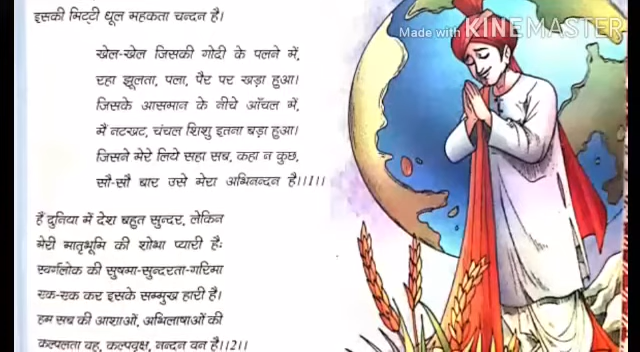 इसकी मिट्टी धूल महकता चन्दन है।
खेल-खेल जिसकी गोदी के पलने में,
रहा झूलता, पला, पैर पर खड़ा हुआ।
जिसके आसमान के नीचे आँचल में,
मैं नटखट, चंचल शिशु इतना बड़ा हुआ।
जिसने मेरे लिये सहा सब, कहा न कुछ,
सौ-सौ बार उसे मेरा अभिनन्दन है।।1।।
हैं दुनिया में देश बहुत सुन्दर, लेकिन
मेरी मातृभूमि की शोभा प्यारी हैः
स्वर्गलोक की सुषमा-सुन्दरता-गरिमा
एक-एक कर इसके सम्मुख हारी है।
हम सब की आशाओं, अभिलाषाओं की
कल्पलता वह, कल्पवृक्ष, नन्दन वन है।।2।।
Made with KINEMASTER